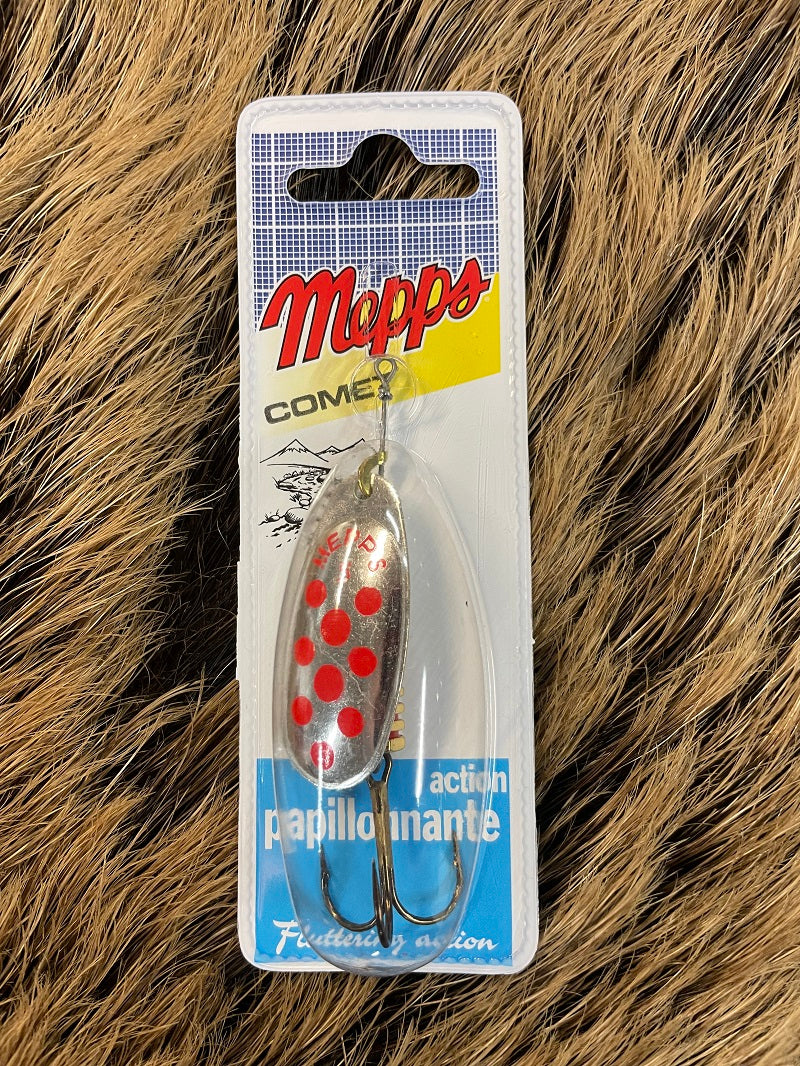 Mepps
COMET
MEPPS
action
papillonnante
Fluttering action